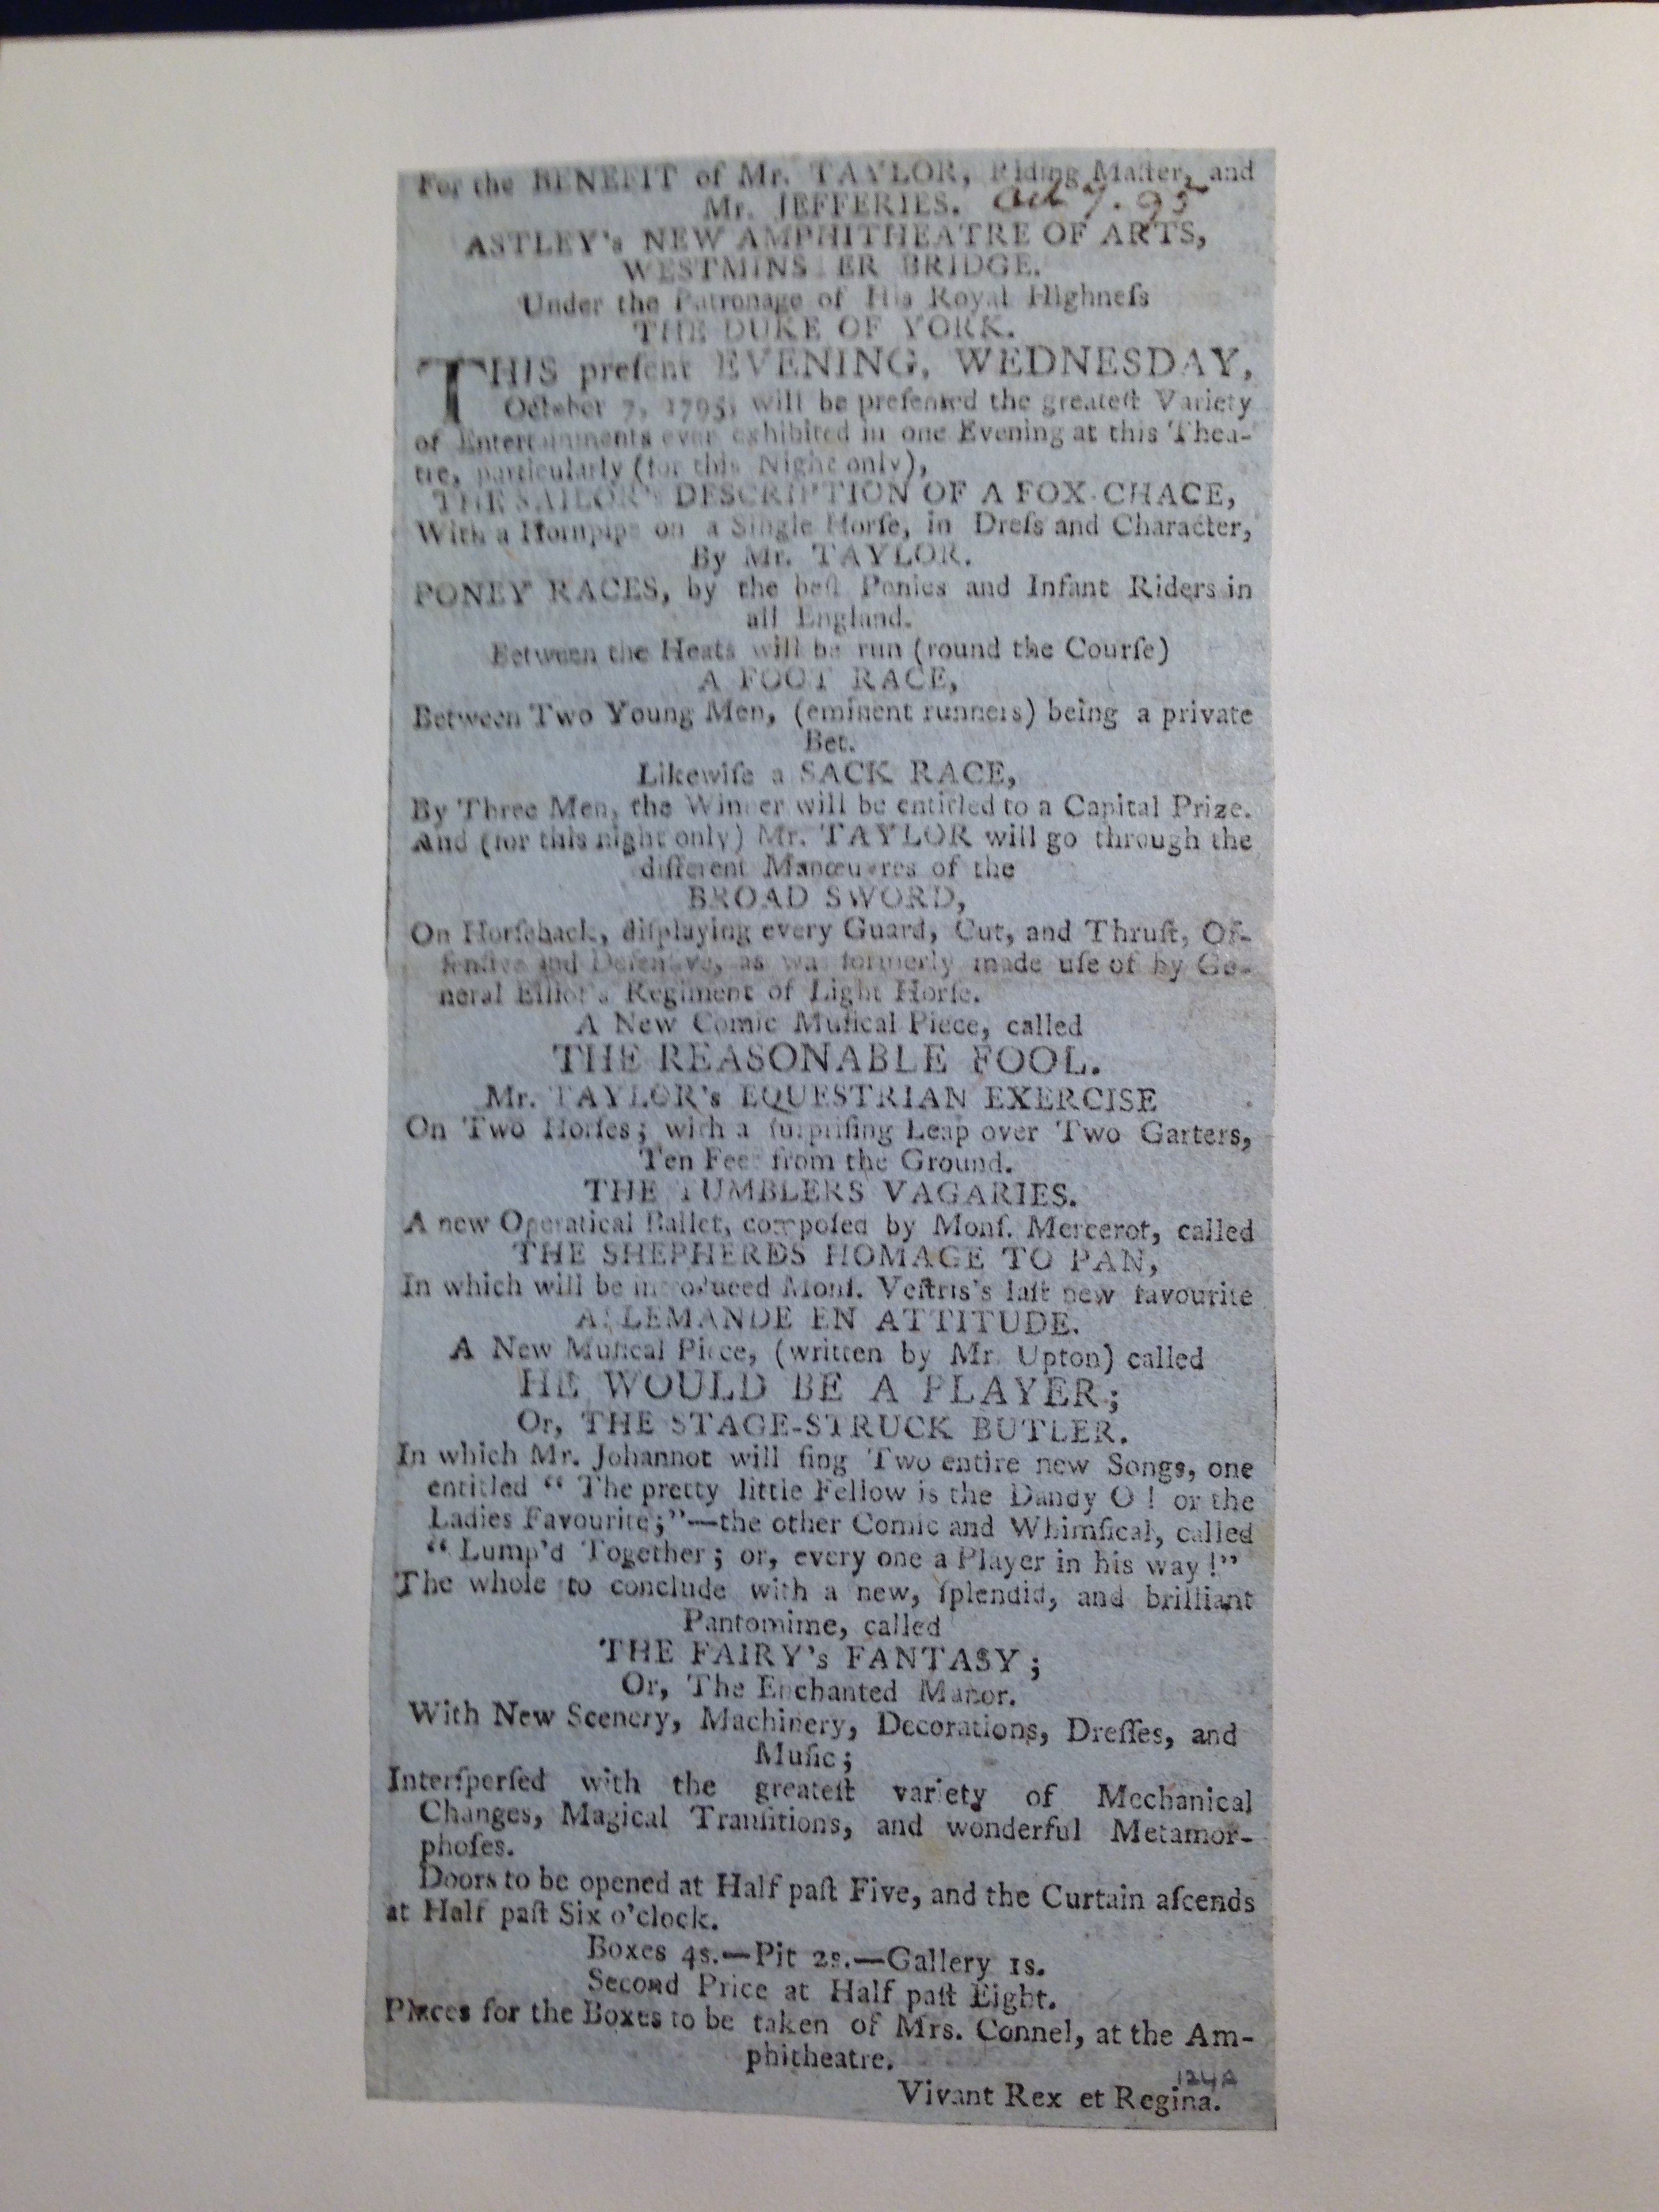 For the BENEFIT of Mr. TAYLOR, Riding Maſter, and
Mr. JEFFERIES. Oct 7. 95
ASTLEY's NEW AMPHITHEATRE OF ARTS,
WESTMINSTER BRIDGE.
Under the Patronage of His Royal Highneſs
THE DUKE OF YORK.
THIS preſent EVENING, WEDNESDAY,
October 7, 1795, will be preſented the greateſt Variety
of Entertainments ever exhibited in one Evening at this Thea-
tre, particularly (for this Night only),
THE SAILOR's DESCRIPTION OF A FOX-CHACE,
With a Hornpipe on a Single Horſe, in Dreſs and Character,
By Mr. TAYLOR.
PONEY RACES, by the beſt Ponies and Infant Riders in
all England.
Between the Heats will be run (round the Courſe)
A FOOT RACE,
Between Two Young Men, (eminent runners) being a private
Bet.
Likewiſe a SACK RACE,
By Three Men, the Winner will be entitled to a Capital Prize.
And (for this night only) Mr. TAYLOR will go through the
different Manœuvres of the
BROAD SWORD,
On Horſeback, diſplaying every Guard, Cut, and Thruſt, Of-
fenſive and Defenſive, as was formerly made uſe of by Ge-
neral Elliot's Regiment of Light Horſe.
A New Comic Muſical Piece, called
THE REASONABLE FOOL.
Mr. TAYLOR's EQUESTRIAN EXERCISE
On Two Horſes; with a ſurpriſing Leap over Two Garters,
Ten Feet from the Ground.
THE TUMBLERS VAGARIES.
A new Operatical Ballet, compoſed by Monſ. Mercerot, called
THE SHEPHERDS HOMAGE TO PAN,
In which will be introduced Monſ. Veſtris's laſt new favourite
ALLEMANDE EN ATTITUDE.
A New Muſical Piece, (written by Mr. Upton) called
HE WOULD BE A PLAYER;
Or, THE STAGE-STRUCK BUTLER.
In which Mr. Johannot will ſing Two entire new Songs, one
entitled “ The pretty little Fellow is the Dandy O ! or the
Ladies Favourite;”—the other Comic and Whimſical, called
“ Lump'd Together; or, every one a Player in his way !”
The whole to conclude with a new, ſplendid, and brilliant
Pantomime, called
THE FAIRY's FANTASY;
Or, The Enchanted Manor.
With New Scenery, Machinery, Decorations, Dreſſes, and
Muſic;
Interſperſed with the greateſt variety of Mechanical
Changes, Magical Tranſitions, and wonderful Metamor-
phoſes.
Doors to be opened at Half paſt Five, and the Curtain aſcends
at Half paſt Six o'clock.
Boxes 4s.—Pit 2s.—Gallery 1s.
Second Price at Half paſt Eight.
Places for the Boxes to be taken of Mrs. Connel, at the Am-
phitheatre.
Vivant Rex et Regina.